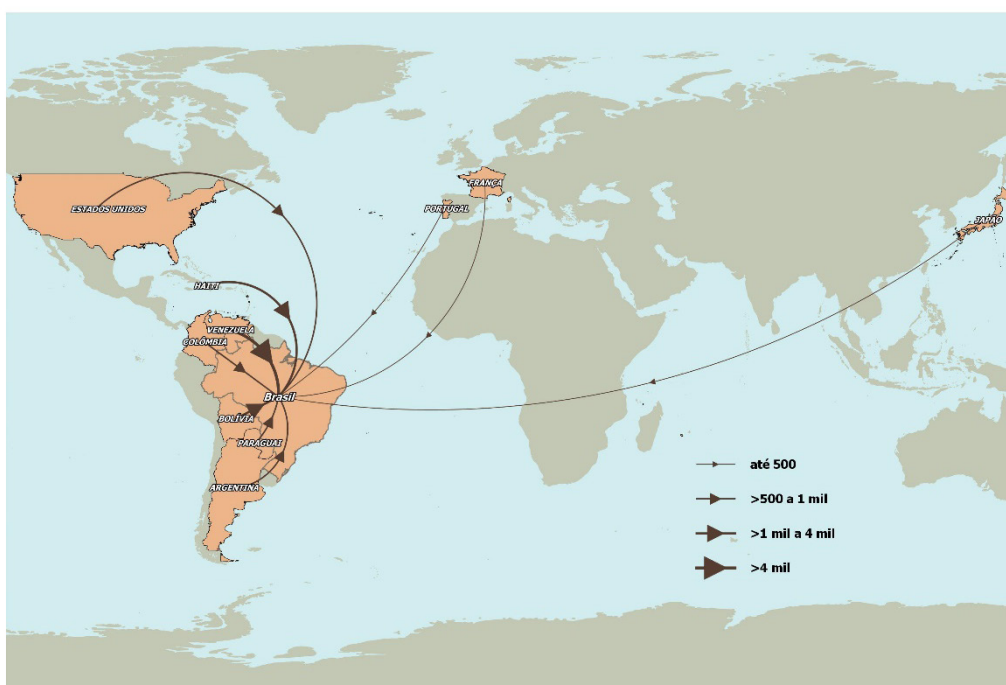 FRANÇA
PORTUGAL
ESTADOS UNIDOS
JAPÃO
HAITI
VENEZUELA
COLÔMBIA
Brasil
BOLÍVIA
PARAGUAI
ARGENTINA
até 500
>500 a 1 mil
>1 mil a 4 mil
>4 mil